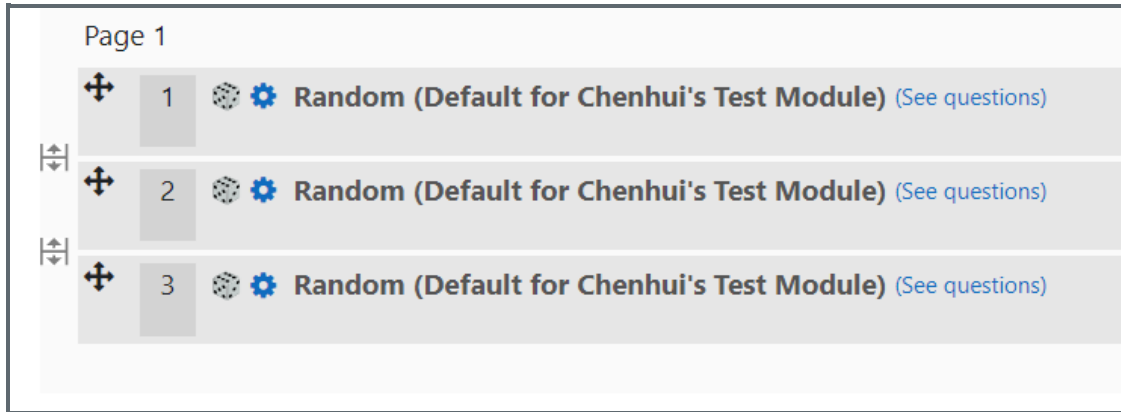 Page 1
1 Random (Default for Chenhui's Test Module) (See questions)
2 Random (Default for Chenhui's Test Module) (See questions)
3 Random (Default for Chenhui's Test Module) (See questions)